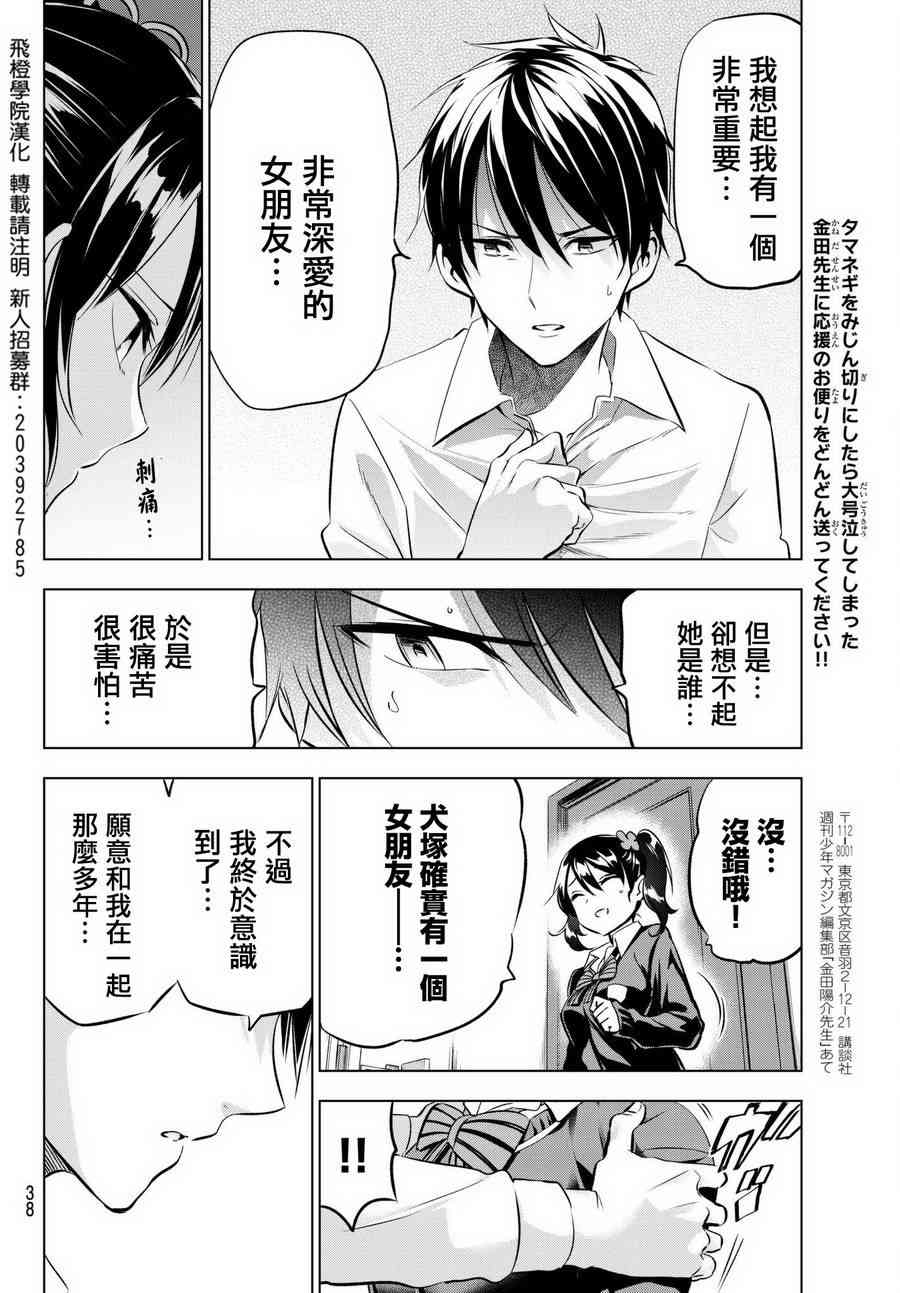 タマネギをみじん切りにしたら大号泣してしまった
金田先生に応援のお便りをどんどん送ってください!!
〒112-8001 東京都文京区音羽2-12-21 講談社
週刊少年マガジン編集部「金田陽介先生」あて
我想起我有一個
非常重要…
非常深愛的
女朋友…
刺痛…
但是…
卻想不起
她是誰…
於是
很痛苦
很害怕…
沒…
沒錯哦!
犬塚確實有一個
女朋友——…
不過
我終於意識
到了…
願意和我在一起
那麼多年…
!!
飛橙學院漢化 轉載請注明 新人招募群:20392785
38